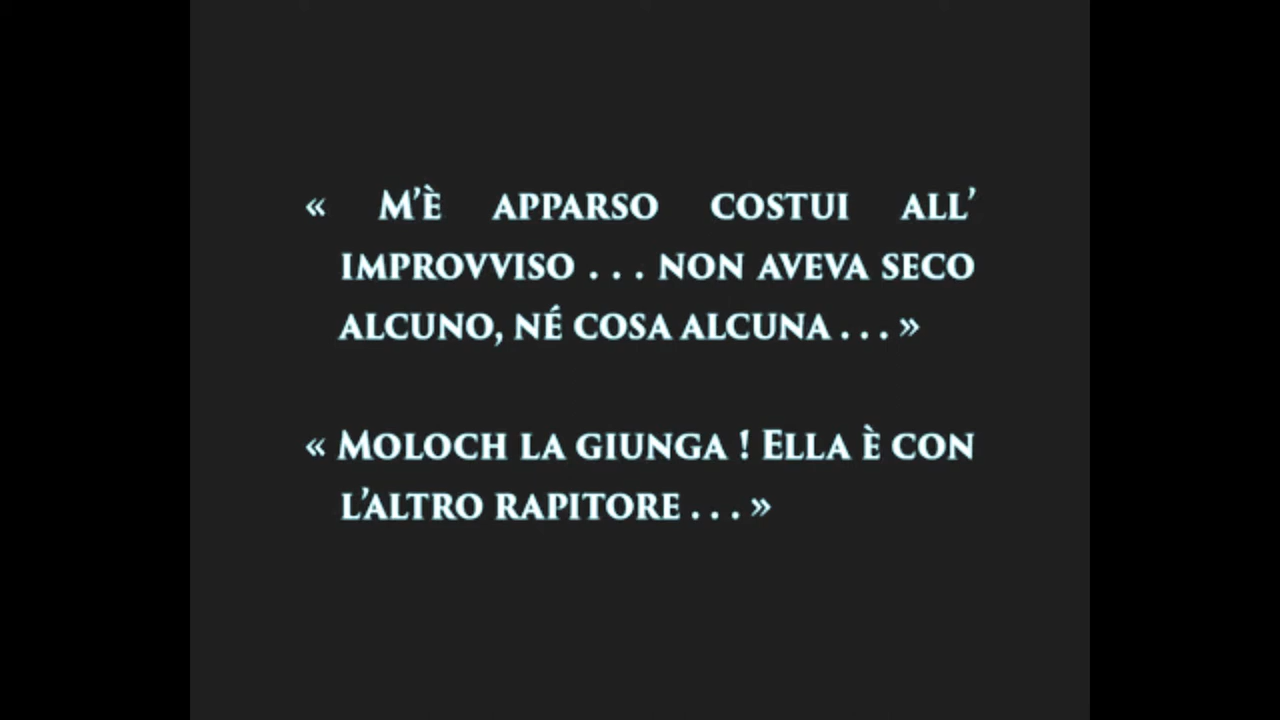 « M’È APPARSO COSTUI ALL’
IMPROVVISO . . . NON AVEVA SECO
ALCUNO, NÉ COSA ALCUNA . . . »
« MOLOCH LA GIUNGA ! ELLA È CON
L’ALTRO RAPITORE . . . »